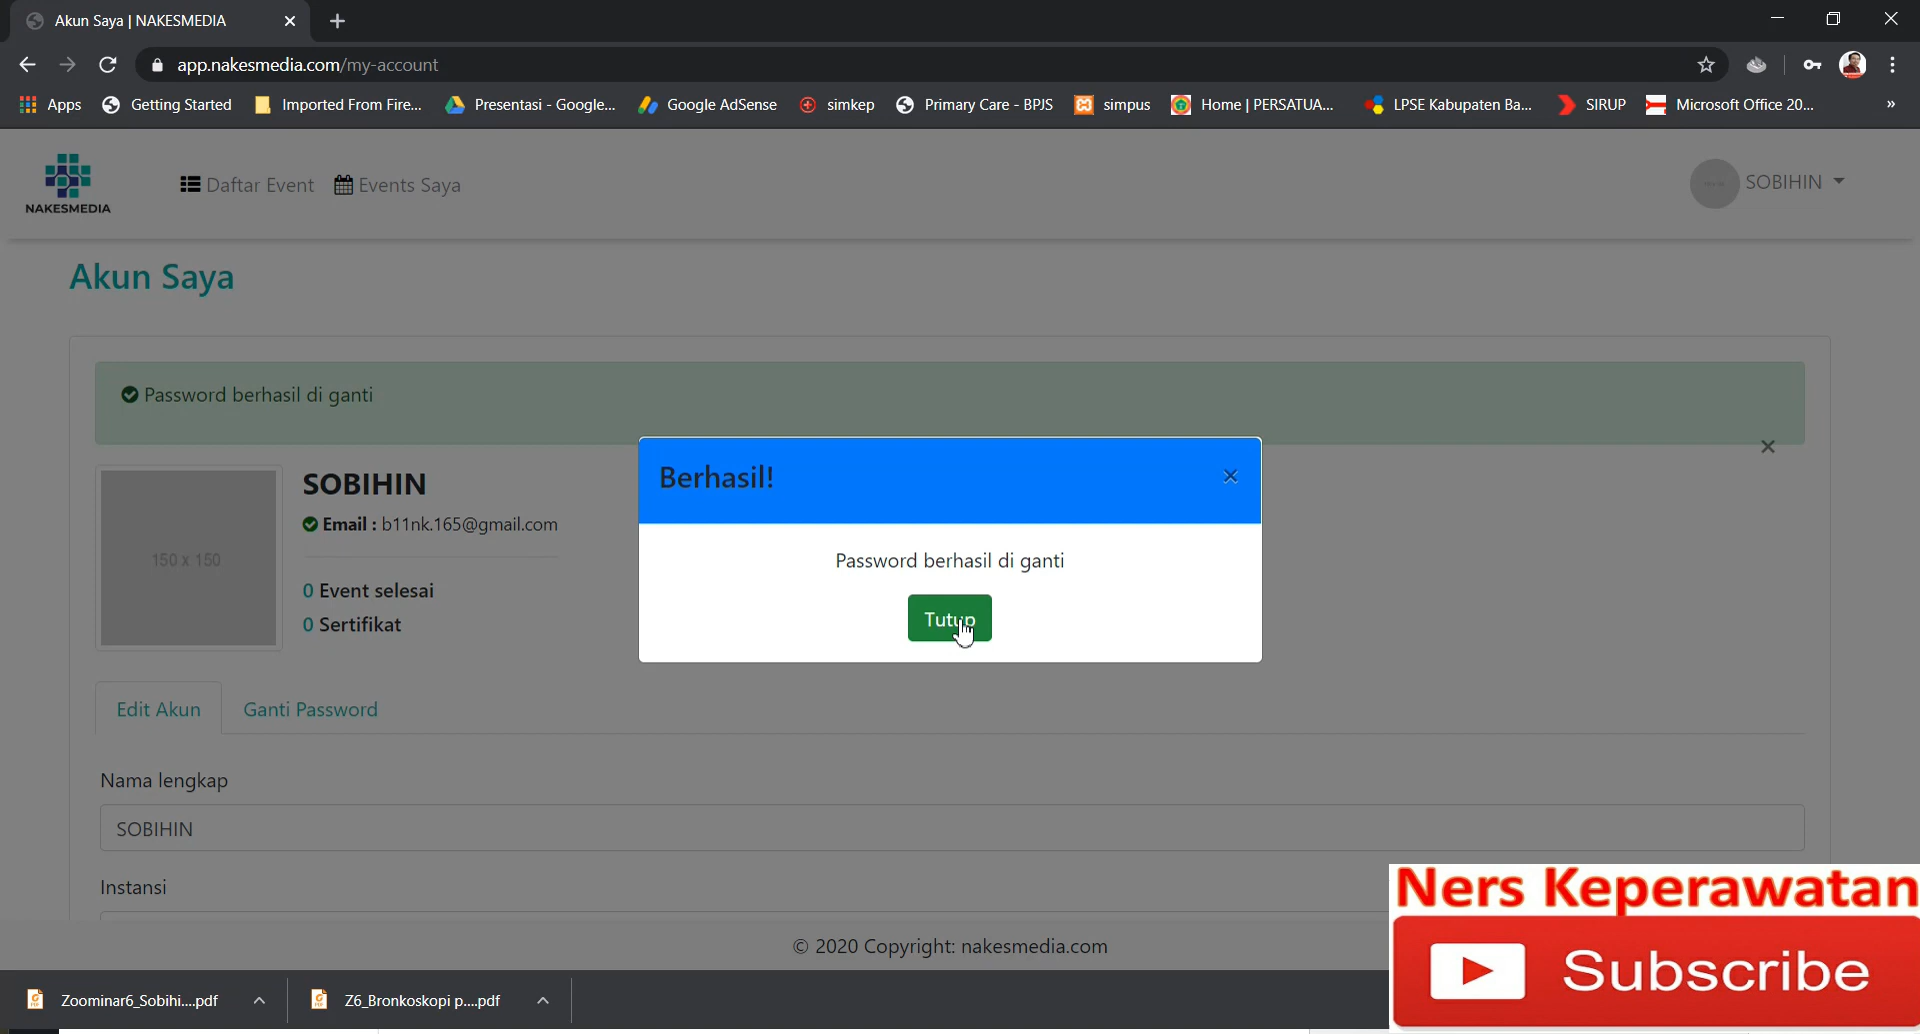 Akun Saya | NAKESMEDIA
app.nakesmedia.com/my-account
Apps
Getting Started
Imported From Fire...
Presentasi - Google...
Google AdSense
simkep
Primary Care - BPJS
simpus
Home | PERSATUA...
LPSE Kabupaten Ba...
SIRUP
Microsoft Office 20...
»
NAKESMEDIA
Daftar Event
Events Saya
SOBIHIN
Akun Saya
Password berhasil di ganti
150 x 150
SOBIHIN
Email : b11nk.165@gmail.com
0 Event selesai
0 Sertifikat
Berhasil!
Password berhasil di ganti
Tutup
Edit Akun
Ganti Password
Nama lengkap
SOBIHIN
Instansi
© 2020 Copyright: nakesmedia.com
Zoominar6_Sobihi....pdf
Z6_Bronkoskopi p....pdf
Ners Keperawatan
Subscribe